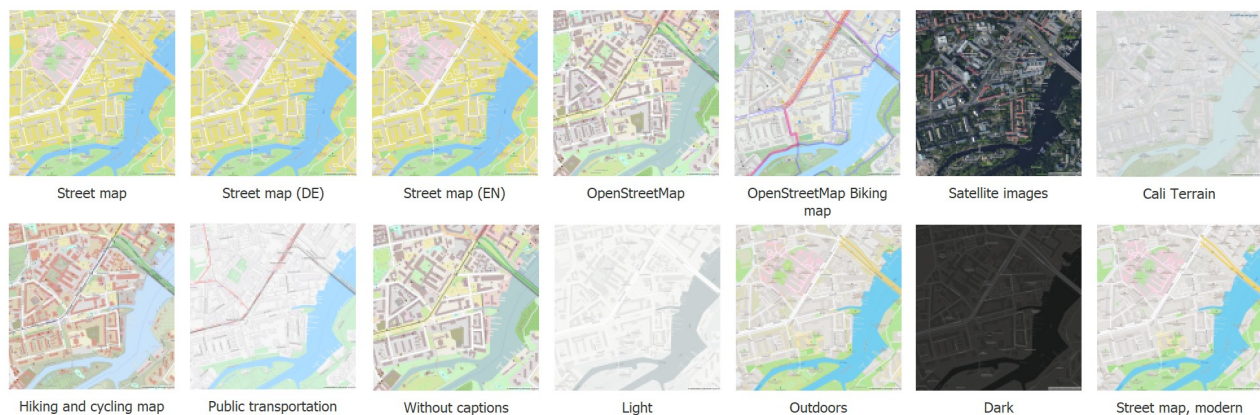 Street map
Street map (DE)
Street map (EN)
OpenStreetMap
OpenStreetMap Biking
map
Satellite images
Cali Terrain
Hiking and cycling map
Public transportation
Without captions
Light
Outdoors
Dark
Street map, modern